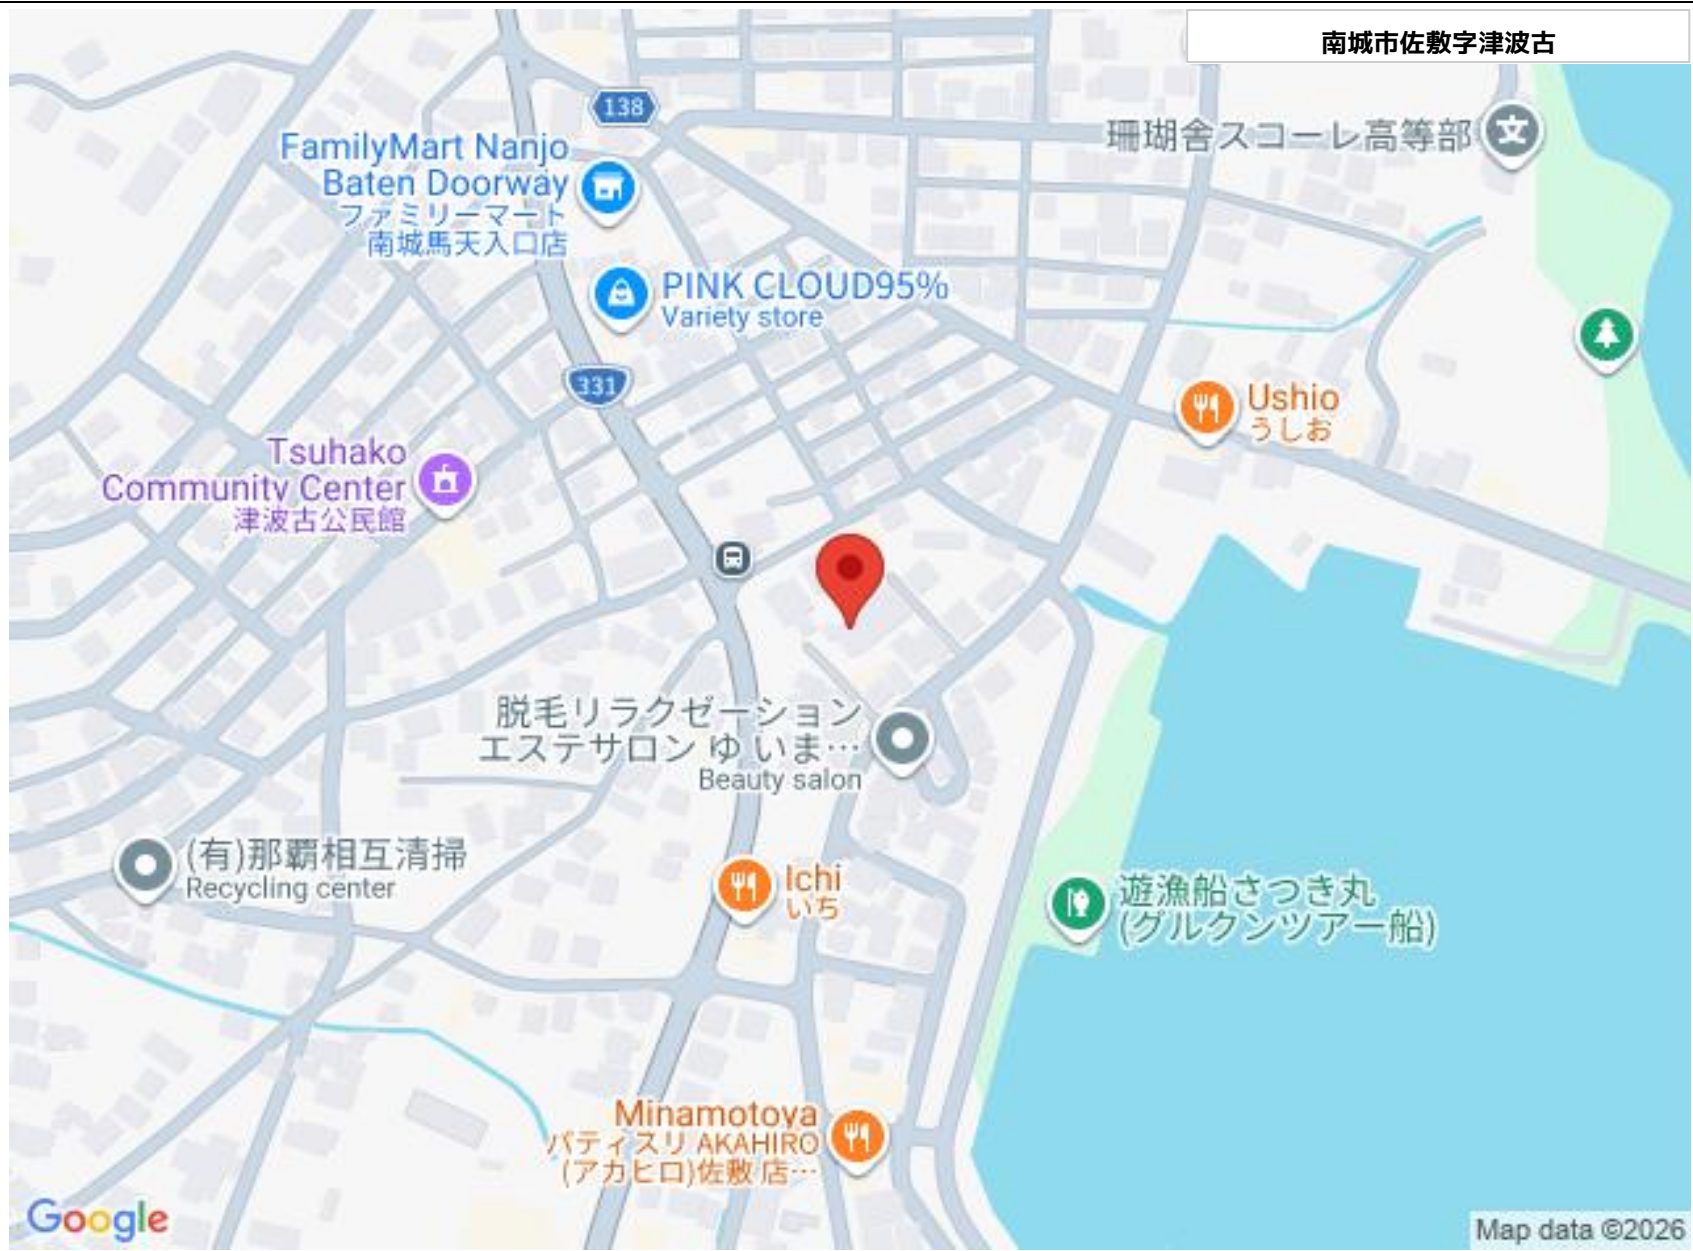 南城市佐敷字津波古
138
珊瑚舎スコーレ高等部
FamilyMart Nanjo
Baten Doorway
ファミリーマート
南城馬天入口店
PINK CLOUD95%
Variety store
331
Ushio
うしお
Tsuhako
Community Center
津波古公民館
脱毛リラクゼーション
エステサロン ゆ いま…
Beauty salon
(有)那覇相互清掃
Recycling center
Ichi
いち
遊漁船さつき丸
(グルクンツアー船)
Minamotoya
パティスリ AKAHIRO
(アカヒロ)佐敷 店…
Google
Map data ©2026